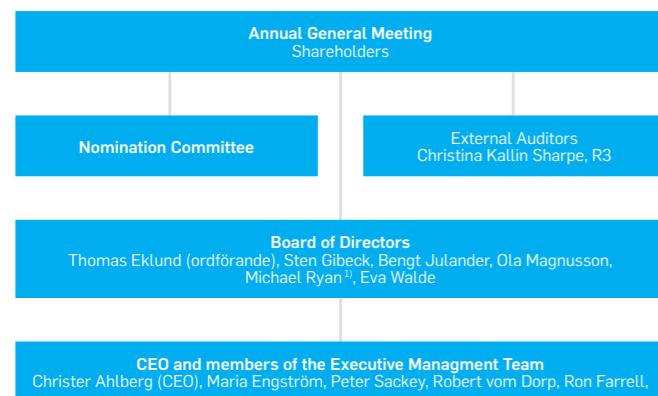 Annual General Meeting
Shareholders
Nomination Committee
External Auditors
Christina Kallin Sharpe, R3
Board of Directors
Thomas Eklund (ordförande), Sten Gibeck, Bengt Julander, Ola Magnusson,
Michael Ryan 1), Eva Walde
CEO and members of the Executive Managment Team
Christer Ahlberg (CEO), Maria Engström, Peter Sackey, Robert vom Dorp, Ron Farrell,